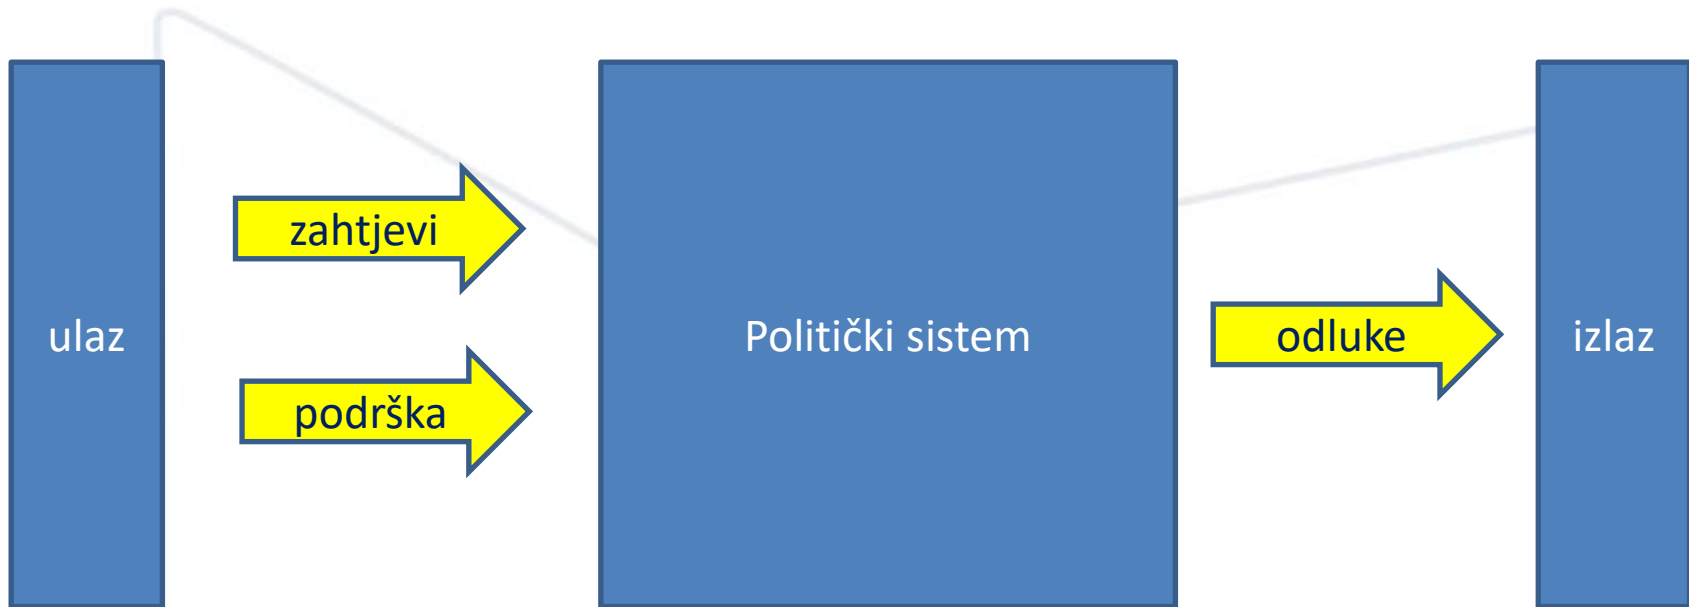 ulaz
zahtjevi
podrška
Politički sistem
odluke
izlaz